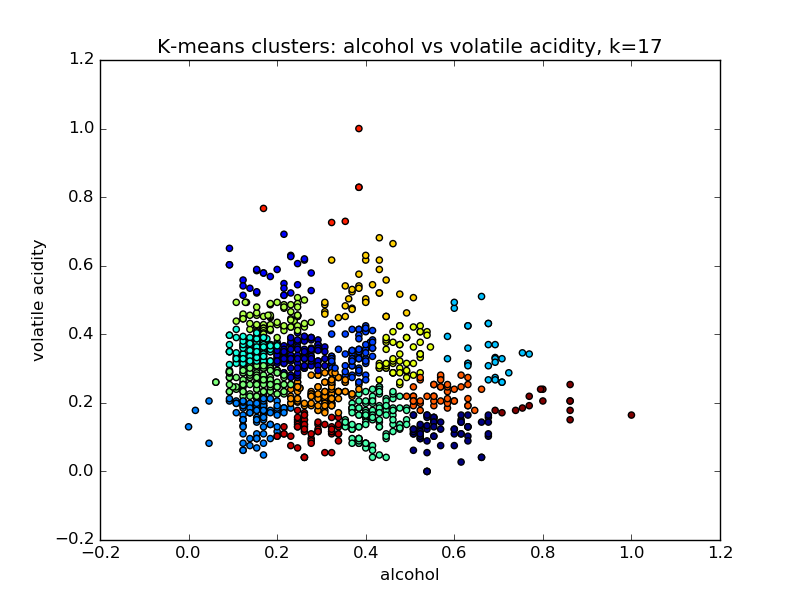 K-means clusters: alcohol vs volatile acidity, k=17
1.2
1.0
0.8
0.6
0.4
0.2
0.0
−0.2
volatile acidity
−0.2 0.0 0.2 0.4 0.6 0.8 1.0 1.2
alcohol